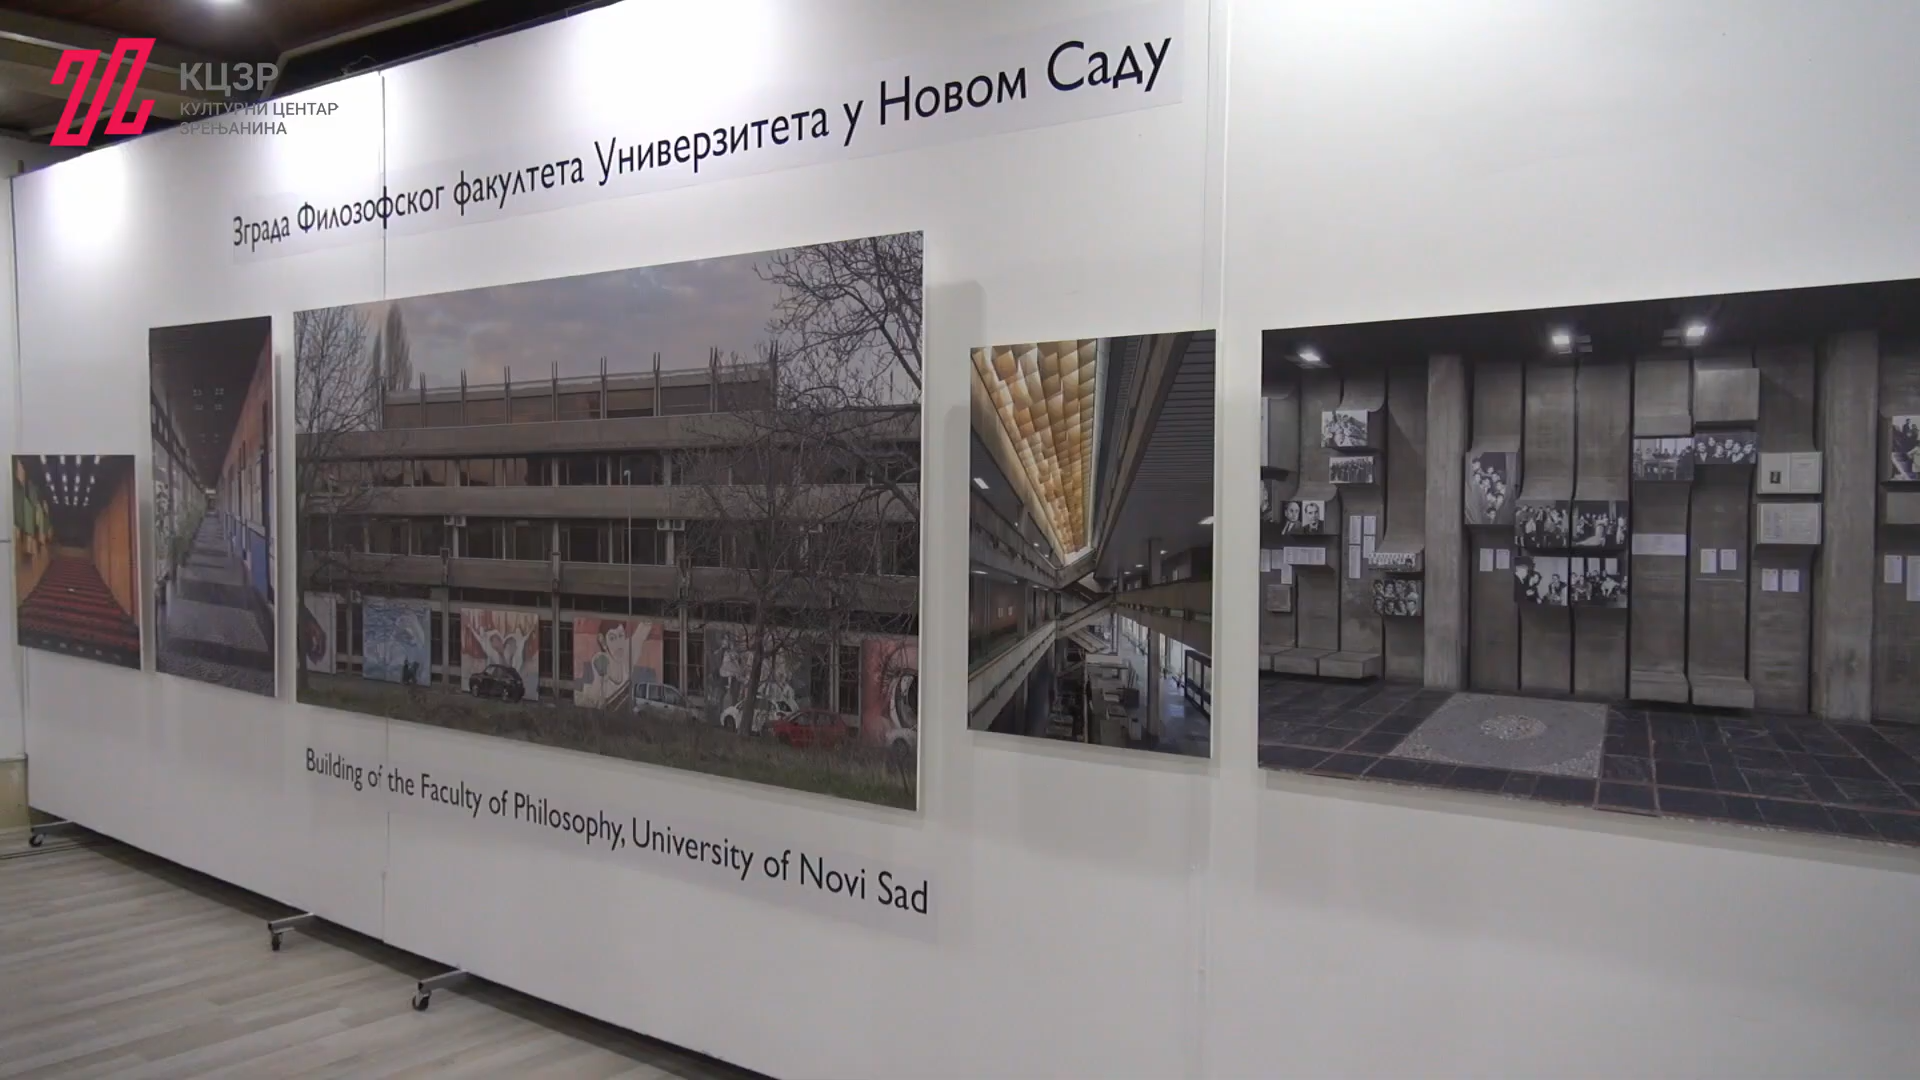 КЦЗР
КУЛТУРНИ ЦЕНТАР
ЗРЕЊАНИНА
Зграда Филозофског факултета Универзитета у Новом Саду
Building of the Faculty of Philosophy, University of Novi Sad